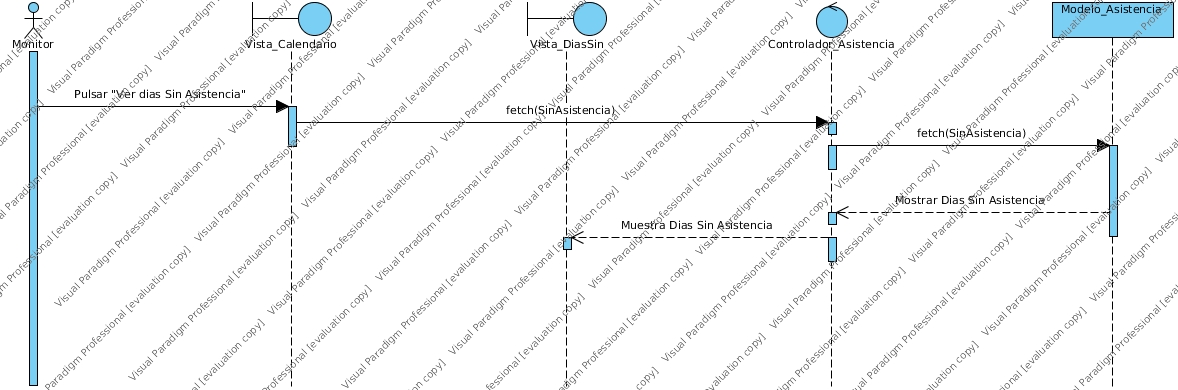 Modelo_Asistencia
Monitor
Vista_Calendario
Vista_DiasSin
Controlador_Asistencia
Pulsar "Ver dias Sin Asistencia"
fetch(SinAsistencia)
fetch(SinAsistencia)
Mostrar Dias Sin Asistencia
Muestra Dias Sin Asistencia
Visual Paradigm Professional [evaluation copy]